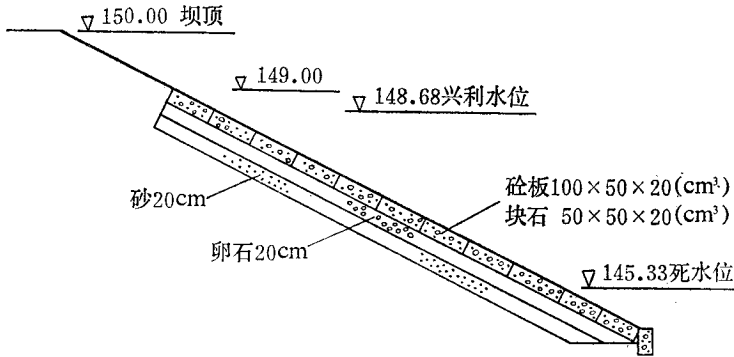 150.00 坝顶
149.00
148.68兴利水位
砼板100×50×20(cm³)
块石 50×50×20(cm³)
砂20cm
卵石20cm
145.33死水位